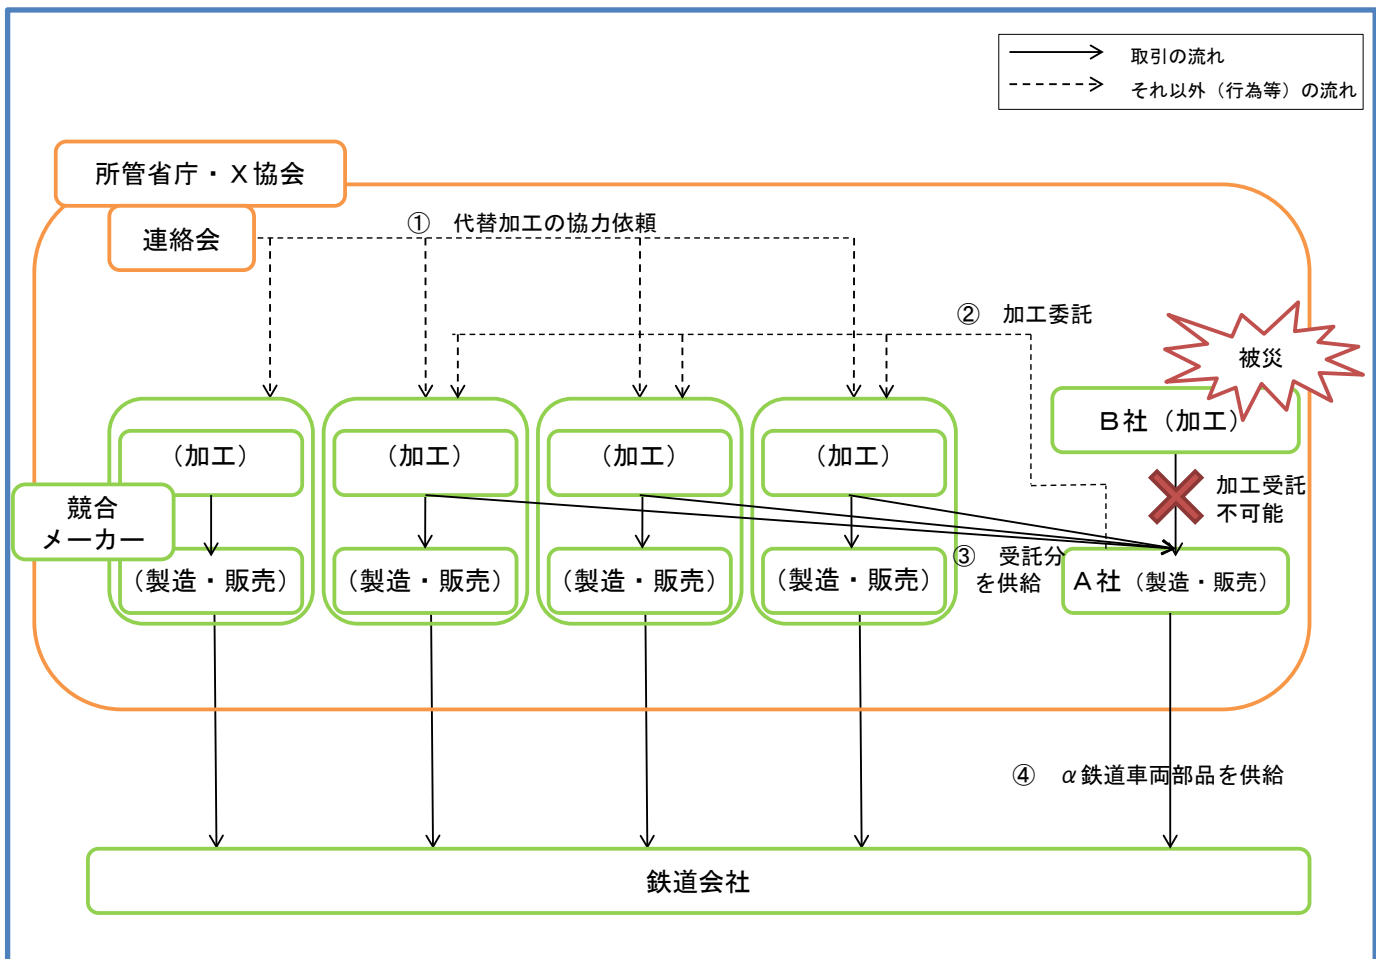 取引の流れ
それ以外（行為等）の流れ
所管省庁・Ｘ協会
連絡会
① 代替加工の協力依頼
② 加工委託
被災
Ｂ社（加工）
（加工）
（加工）
（加工）
（加工）
加工受託
不可能
競合
メーカー
（製造・販売）
（製造・販売）
（製造・販売）
（製造・販売）
③ 受託分
を供給
Ａ社（製造・販売）
④ α鉄道車両部品を供給
鉄道会社